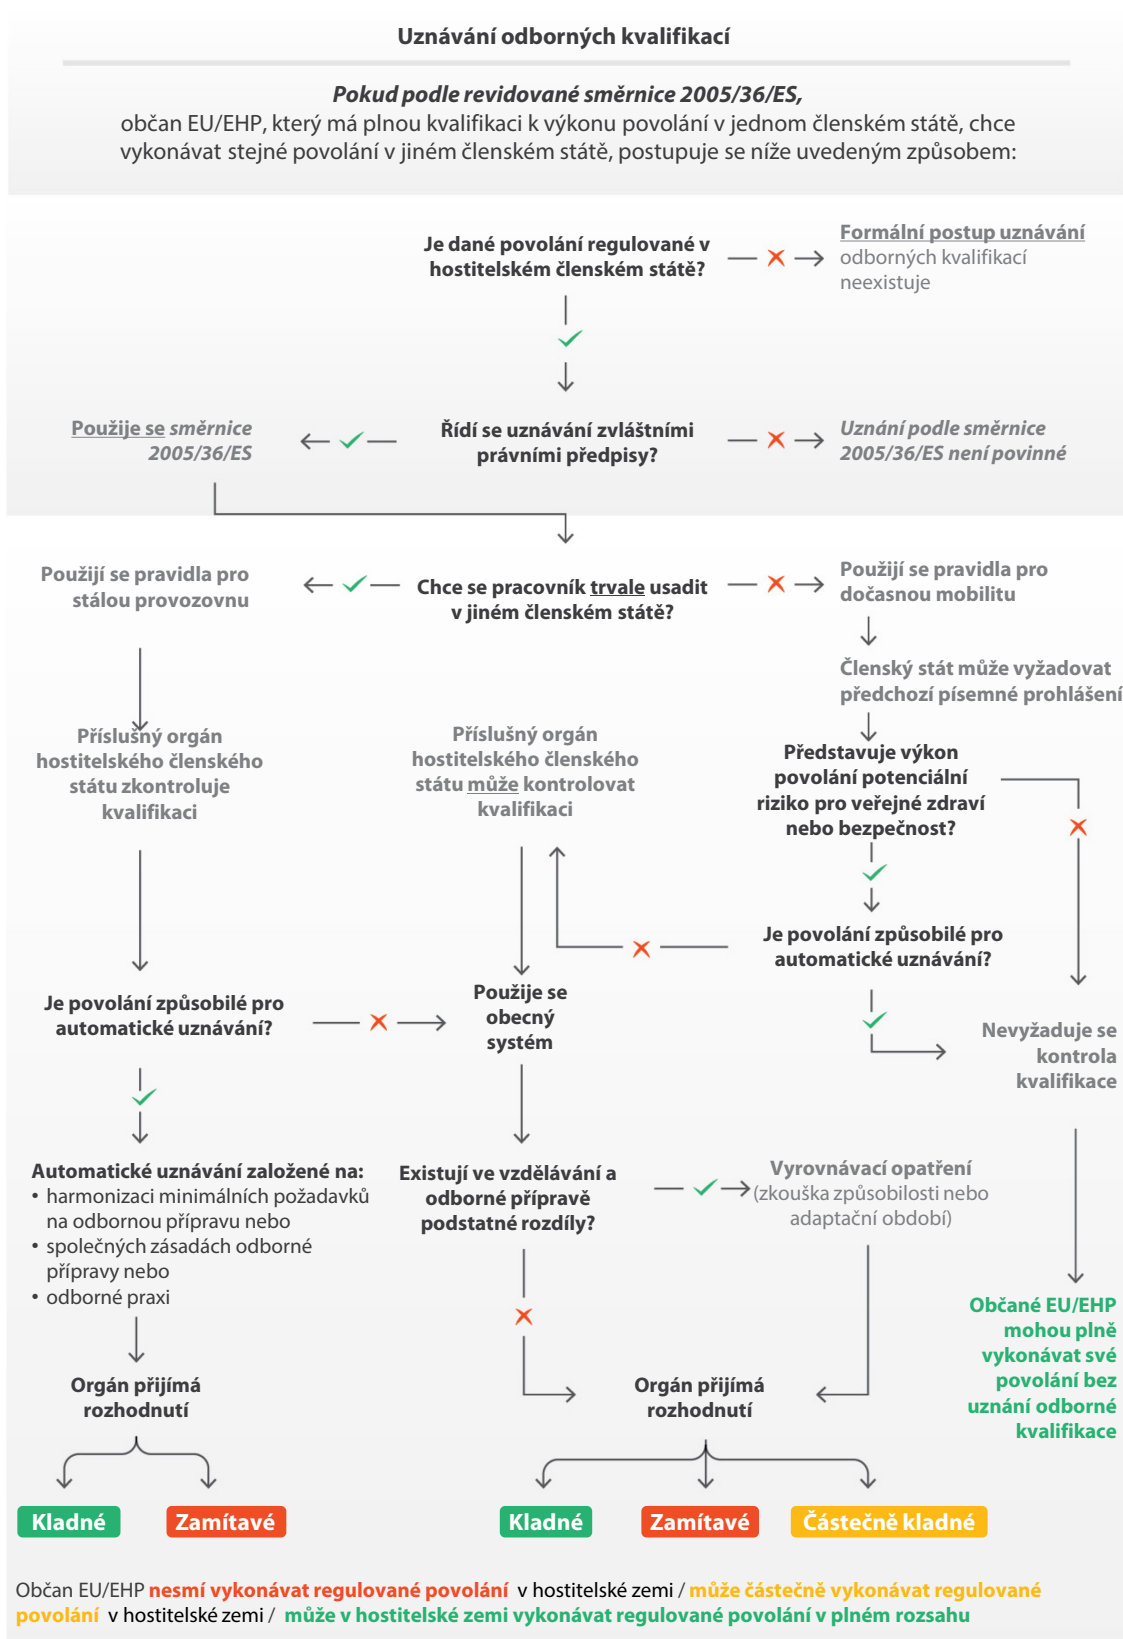 Uznávání odborných kvalifikací
Pokud podle revidované směrnice 2005/36/ES,
občan EU/EHP, který má plnou kvalifikaci k výkonu povolání v jednom členském státě, chce
vykonávat stejné povolání v jiném členském státě, postupuje se níže uvedeným způsobem:
Je dané povolání regulované v
hostitelském členském státě?
Formální postup uznávání
odborných kvalifikací
neexistuje
Použije se směrnice
2005/36/ES
Řídí se uznávání zvláštními
právními předpisy?
Uznání podle směrnice
2005/36/ES není povinné
Použijí se pravidla pro
stálou provozovnu
Chce se pracovník trvale usadit
v jiném členském státě?
Použijí se pravidla pro
dočasnou mobilitu
Členský stát může vyžadovat
předchozí písemné prohlášení
Příslušný orgán
hostitelského členského
státu zkontroluje
kvalifikaci
Příslušný orgán
hostitelského členského
státu může kontrolovat
kvalifikaci
Představuje výkon
povolání potenciální
riziko pro veřejné zdraví
nebo bezpečnost?
Je povolání způsobilé pro
automatické uznávání?
Je povolání způsobilé pro
automatické uznávání?
Použije se
obecný
systém
Nevyžaduje se
kontrola
kvalifikace
Automatické uznávání založené na:
• harmonizaci minimálních požadavků
na odbornou přípravu nebo
• společných zásadách odborné
přípravy nebo
• odborné praxi
Existují ve vzdělávání a
odborné přípravě
podstatné rozdíly?
Vyrovnávací opatření
(zkouška způsobilosti nebo
adaptační období)
Občané EU/EHP
mohou plně
vykonávat své
povolání bez
uznání odborné
kvalifikace
Orgán přijímá
rozhodnutí
Orgán přijímá
rozhodnutí
Kladné
Zamítavé
Kladné
Zamítavé
Částečně kladné
Občan EU/EHP nesmí vykonávat regulované povolání v hostitelské zemi / může částečně vykonávat regulované
povolání v hostitelské zemi / může v hostitelské zemi vykonávat regulované povolání v plném rozsahu